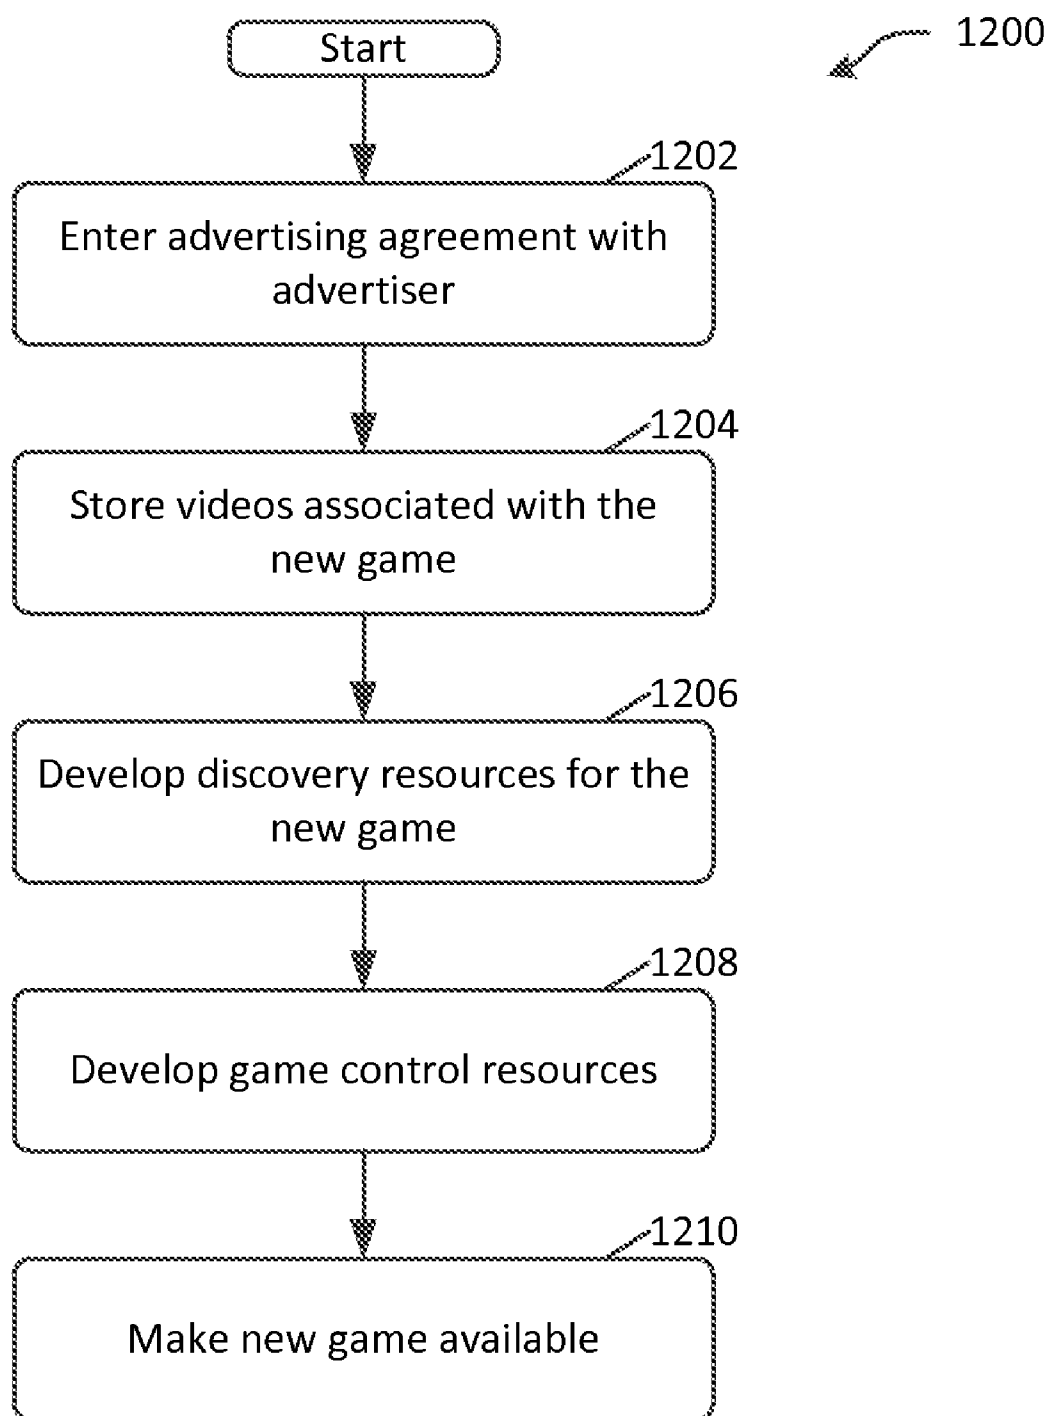 Start
1200
1202
Enter advertising agreement with
advertiser
1204
Store videos associated with the
new game
1206
Develop discovery resources for the
new game
1208
Develop game control resources
1210
Make new game available